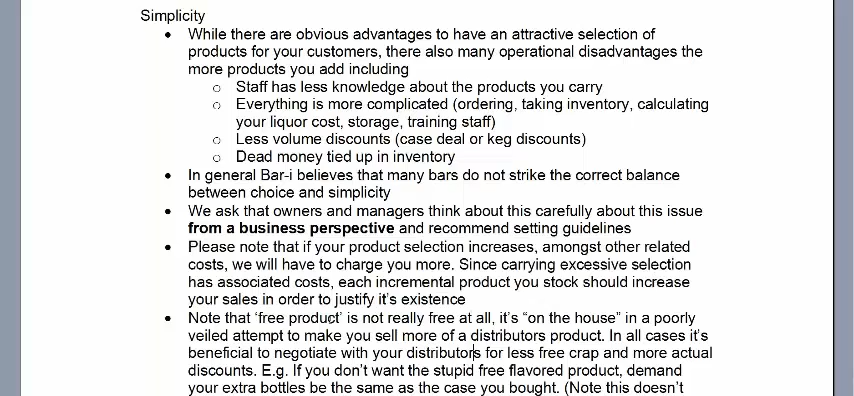 Simplicity
• While there are obvious advantages to have an attractive selection of
products for your customers, there also many operational disadvantages the
more products you add including
o Staff has less knowledge about the products you carry
o Everything is more complicated (ordering, taking inventory, calculating
your liquor cost, storage, training staff)
o Less volume discounts (case deal or keg discounts)
o Dead money tied up in inventory
• In general Bar-i believes that many bars do not strike the correct balance
between choice and simplicity
• We ask that owners and managers think about this carefully about this issue
from a business perspective and recommend setting guidelines
• Please note that if your product selection increases, amongst other related
costs, we will have to charge you more. Since carrying excessive selection
has associated costs, each incremental product you stock should increase
your sales in order to justify it’s existence
• Note that ‘free product’ is not really free at all, it’s “on the house” in a poorly
veiled attempt to make you sell more of a distributors product. In all cases it’s
beneficial to negotiate with your distributors for less free crap and more actual
discounts. E.g. If you don’t want the stupid free flavored product, demand
your extra bottles be the same as the case you bought. (Note this doesn’t